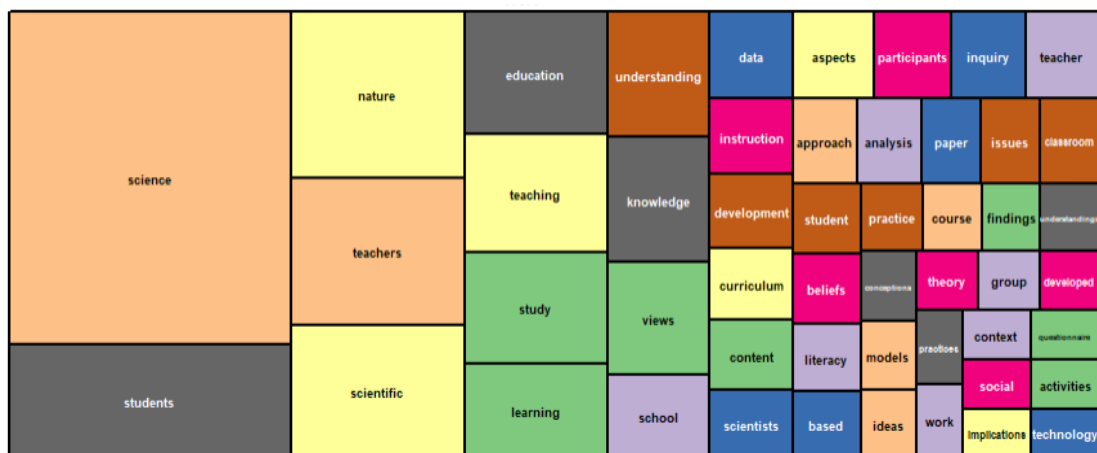 science
students
nature
teachers
scientific
education
teaching
study
learning
understanding
knowledge
views
school
data
instruction
development
curriculum
content
scientists
aspects
participants
inquiry
teacher
approach
analysis
paper
issues
classroom
student
practice
course
findings
understandings
beliefs
conceptions
theory
group
developed
literacy
models
practices
context
questionnaire
social
activities
based
ideas
work
implications
technology